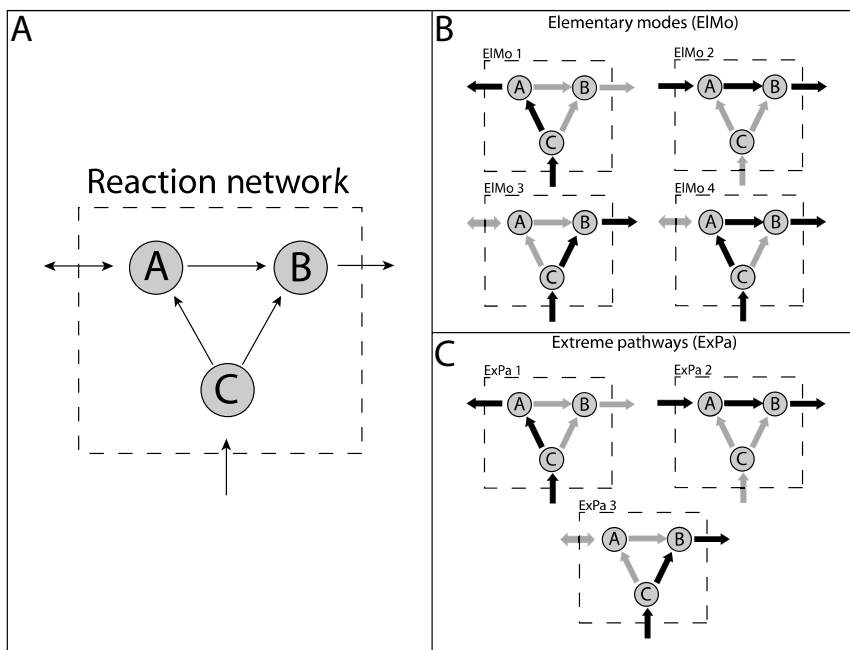 A
Reaction network
A
B
C
B
Elementary modes (ElMo)
ElMo 1
A
B
C
ElMo 2
A
B
C
ElMo 3
A
B
C
ElMo 4
A
B
C
C
Extreme pathways (ExPa)
ExPa 1
A
B
C
ExPa 2
A
B
C
ExPa 3
A
B
C